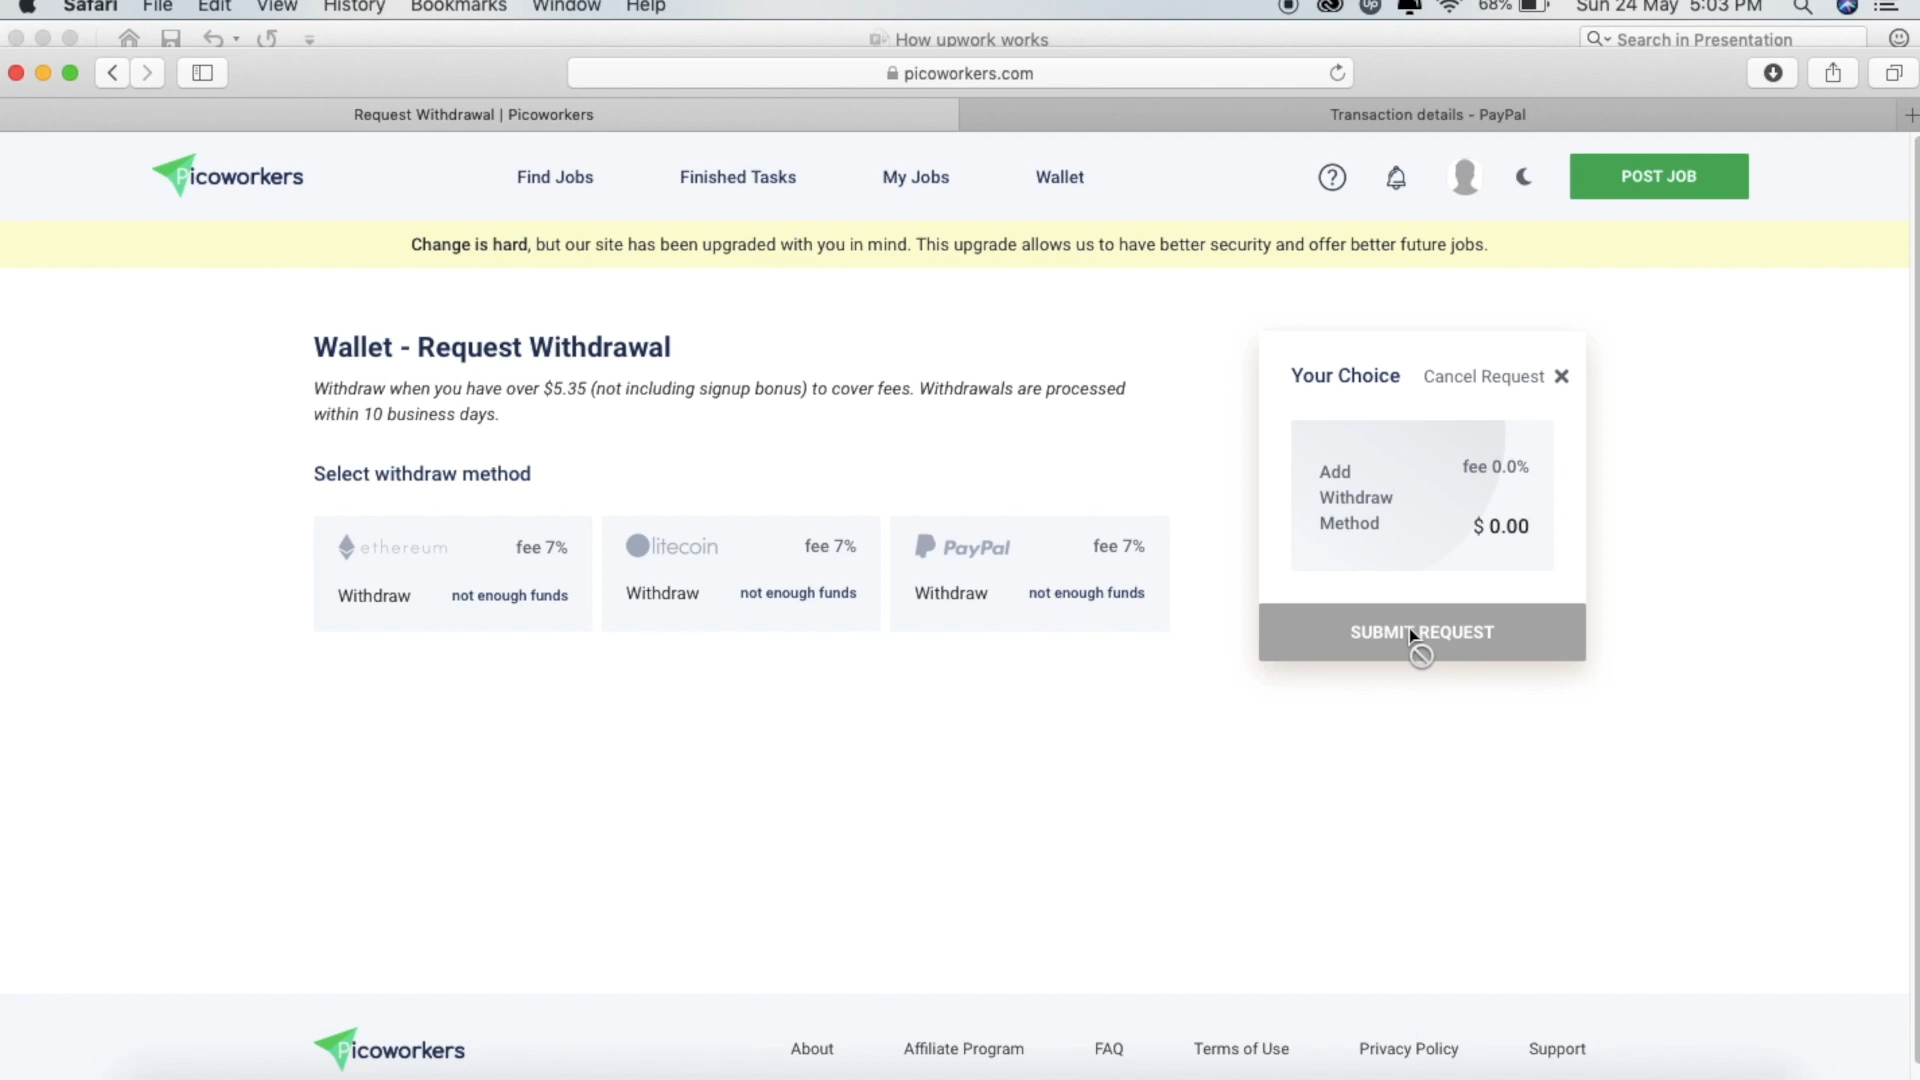 Safari File Edit View History Bookmarks Window Help 68% Sun 24 May 5:03 PM
How upwork works
Search in Presentation
picoworkers.com
Request Withdrawal | Picoworkers
Transaction details - PayPal
Picoworkers Find Jobs Finished Tasks My Jobs Wallet POST JOB
Change is hard, but our site has been upgraded with you in mind. This upgrade allows us to have better security and offer better future jobs.
Wallet - Request Withdrawal
Withdraw when you have over $5.35 (not including signup bonus) to cover fees. Withdrawals are processed
within 10 business days.
Select withdraw method
ethereum fee 7%
Withdraw not enough funds
litecoin fee 7%
Withdraw not enough funds
PayPal fee 7%
Withdraw not enough funds
Your Choice Cancel Request
Add
Withdraw
Method
fee 0.0%
$ 0.00
SUBMIT REQUEST
Picoworkers About Affiliate Program FAQ Terms of Use Privacy Policy Support